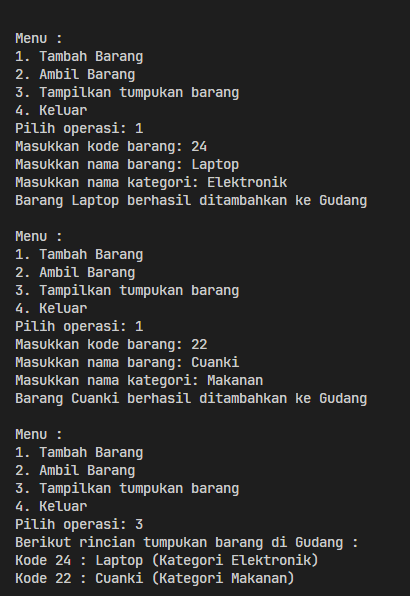 Menu :
1. Tambah Barang
2. Ambil Barang
3. Tampilkan tumpukan barang
4. Keluar
Pilih operasi: 1
Masukkan kode barang: 24
Masukkan nama barang: Laptop
Masukkan nama kategori: Elektronik
Barang Laptop berhasil ditambahkan ke Gudang
Menu :
1. Tambah Barang
2. Ambil Barang
3. Tampilkan tumpukan barang
4. Keluar
Pilih operasi: 1
Masukkan kode barang: 22
Masukkan nama barang: Cuanki
Masukkan nama kategori: Makanan
Barang Cuanki berhasil ditambahkan ke Gudang
Menu :
1. Tambah Barang
2. Ambil Barang
3. Tampilkan tumpukan barang
4. Keluar
Pilih operasi: 3
Berikut rincian tumpukan barang di Gudang :
Kode 24 : Laptop (Kategori Elektronik)
Kode 22 : Cuanki (Kategori Makanan)